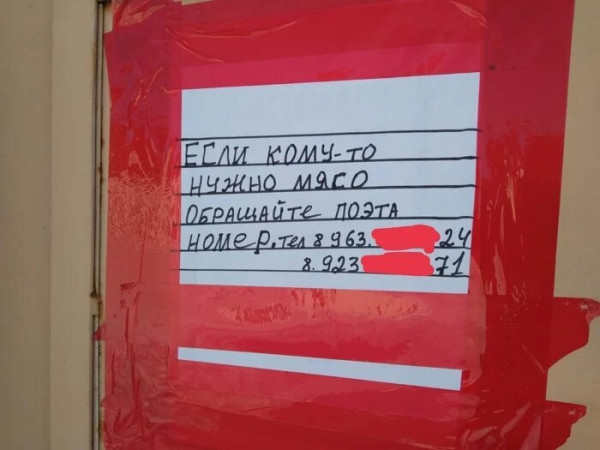 ЕСЛИ КОМУ-ТО
НУЖНО МЯСО
ОБРАЩАЙТЕ ПОЭТА
НОМЕР. ТЕЛ 8 963. 24
8. 923 71